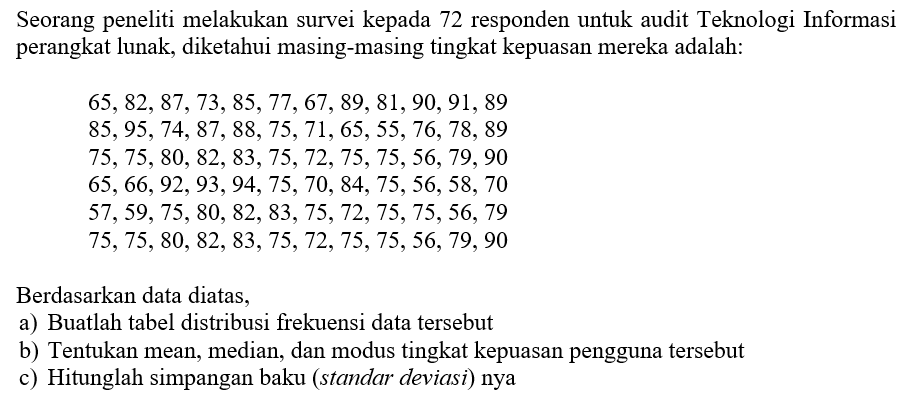 Seorang peneliti melakukan survei kepada 72 responden untuk audit Teknologi Informasi
perangkat lunak, diketahui masing-masing tingkat kepuasan mereka adalah:
65, 82, 87, 73, 85, 77, 67, 89, 81, 90, 91, 89
85, 95, 74, 87, 88, 75, 71, 65, 55, 76, 78, 89
75, 75, 80, 82, 83, 75, 72, 75, 75, 56, 79, 90
65, 66, 92, 93, 94, 75, 70, 84, 75, 56, 58, 70
57, 59, 75, 80, 82, 83, 75, 72, 75, 75, 56, 79
75, 75, 80, 82, 83, 75, 72, 75, 75, 56, 79, 90
Berdasarkan data diatas,
a) Buatlah tabel distribusi frekuensi data tersebut
b) Tentukan mean, median, dan modus tingkat kepuasan pengguna tersebut
c) Hitunglah simpangan baku (standar deviasi) nya